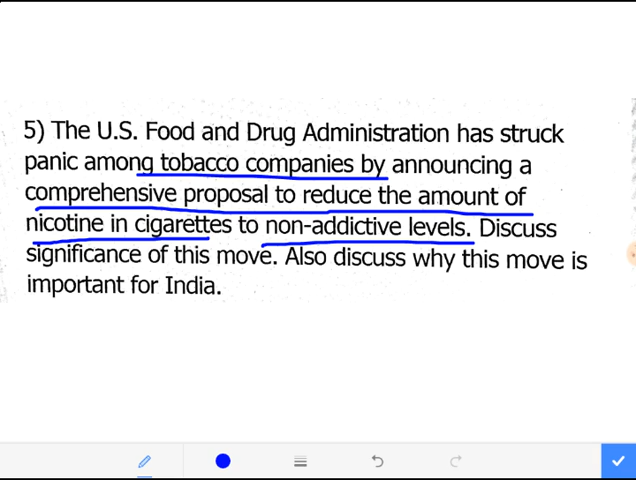 5) The U.S. Food and Drug Administration has struck
panic among tobacco companies by announcing a
comprehensive proposal to reduce the amount of
nicotine in cigarettes to non-addictive levels. Discuss
significance of this move. Also discuss why this move is
important for India.